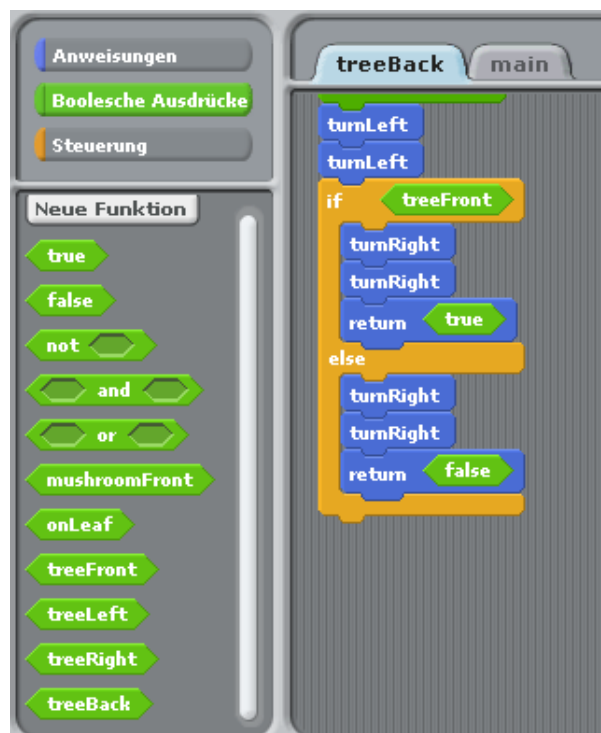 Anweisungen
Boolesche Ausdrücke
Steuerung
Neue Funktion
true
false
not
and
or
mushroomFront
onLeaf
treeFront
treeLeft
treeRight
treeBack
treeBack main
turnLeft
turnLeft
if treeFront
turnRight
turnRight
return true
else
turnRight
turnRight
return false